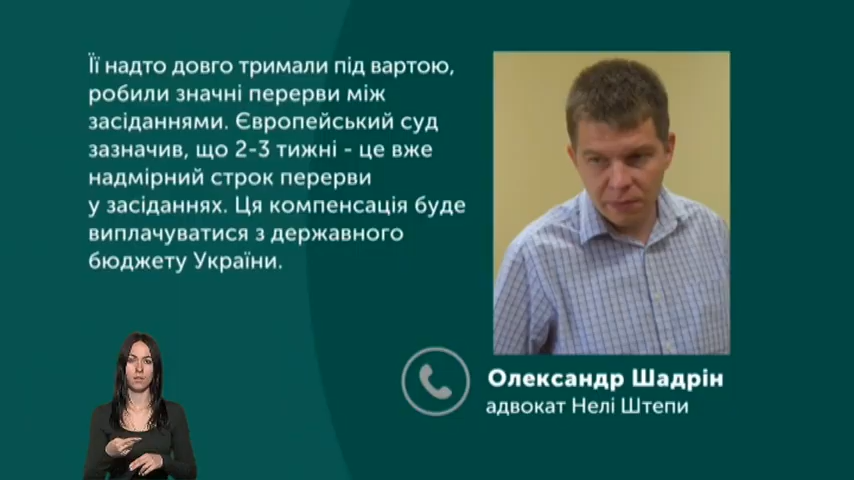 Її надто довго тримали під вартою,
робили значні перерви між
засіданнями. Європейський суд
зазначив, що 2-3 тижні - це вже
надмірний строк перерви
у засіданнях. Ця компенсація буде
виплачуватися з державного
бюджету України.
Олександр Шадрін
адвокат Нелі Штепи